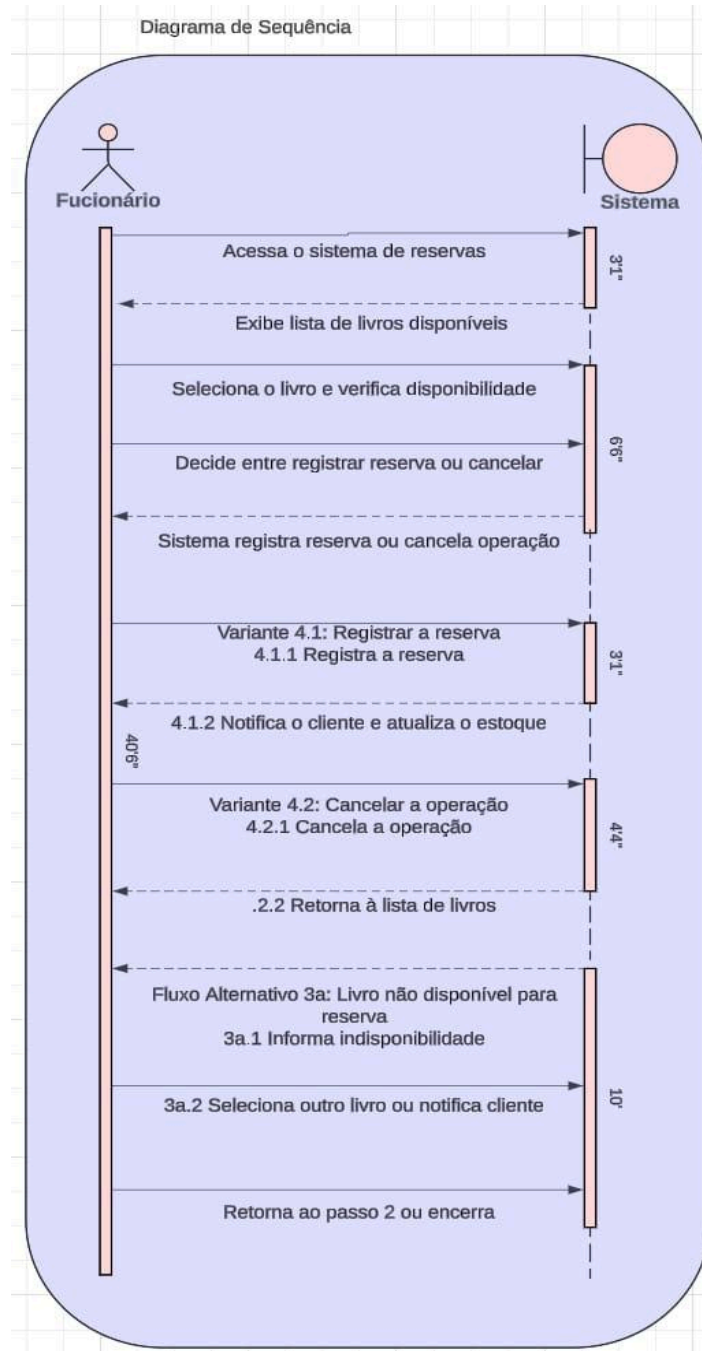 Diagrama de Sequência
Fucionário
Sistema
Acessa o sistema de reservas
3'1"
Exibe lista de livros disponíveis
Seleciona o livro e verifica disponibilidade
6'6"
Decide entre registrar reserva ou cancelar
Sistema registra reserva ou cancela operação
Variante 4.1: Registrar a reserva
4.1.1 Registra a reserva
3'1"
4.1.2 Notifica o cliente e atualiza o estoque
40'6"
Variante 4.2: Cancelar a operação
4.2.1 Cancela a operação
4'4"
.2.2 Retorna à lista de livros
Fluxo Alternativo 3a: Livro não disponível para
reserva
3a.1 Informa indisponibilidade
10'
3a.2 Seleciona outro livro ou notifica cliente
Retorna ao passo 2 ou encerra